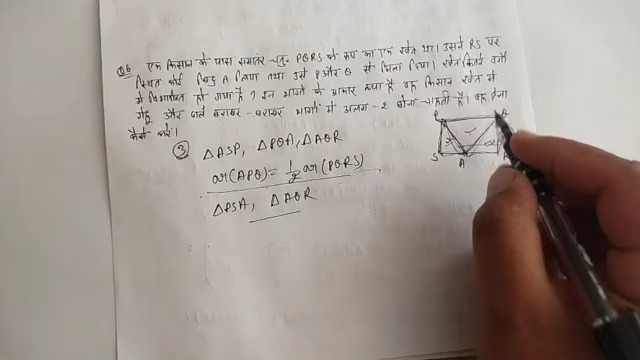 Q6 एक किसान के पास समांतर चतु० PQRS के रूप का एक खेत था। उसने RS पर
स्थित कोई बिंदु A लिया तथा उसे P और Q से मिला दिया। खेत कितने भागों
में विभाजित हो गया है? इन भागों के आकार क्या है वह किसान खेत में
गेहूं और दालें बराबर-बराबर भागों में अलग-2 बोना चाहती है। वह ऐसा
कैसे करे।
③ ΔASP, ΔPQA, ΔAQR
ar(APQ) = 1/2 ar(PQRS)
ΔPSA, ΔAQR
P
S A